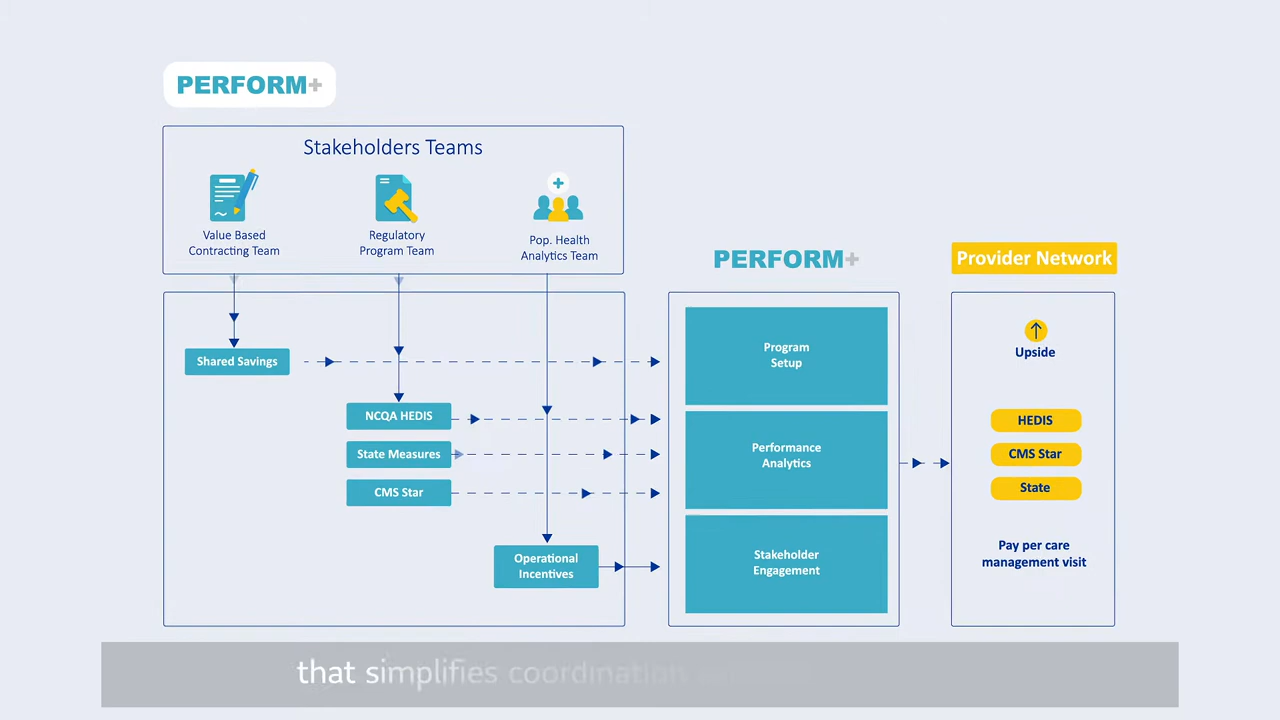 PERFORM+
Stakeholders Teams
Value Based
Contracting Team
Regulatory
Program Team
Pop. Health
Analytics Team
Shared Savings
NCQA HEDIS
State Measures
CMS Star
Operational
Incentives
PERFORM+
Program
Setup
Performance
Analytics
Stakeholder
Engagement
Provider Network
Upside
HEDIS
CMS Star
State
Pay per care
management visit
that simplifies coordination